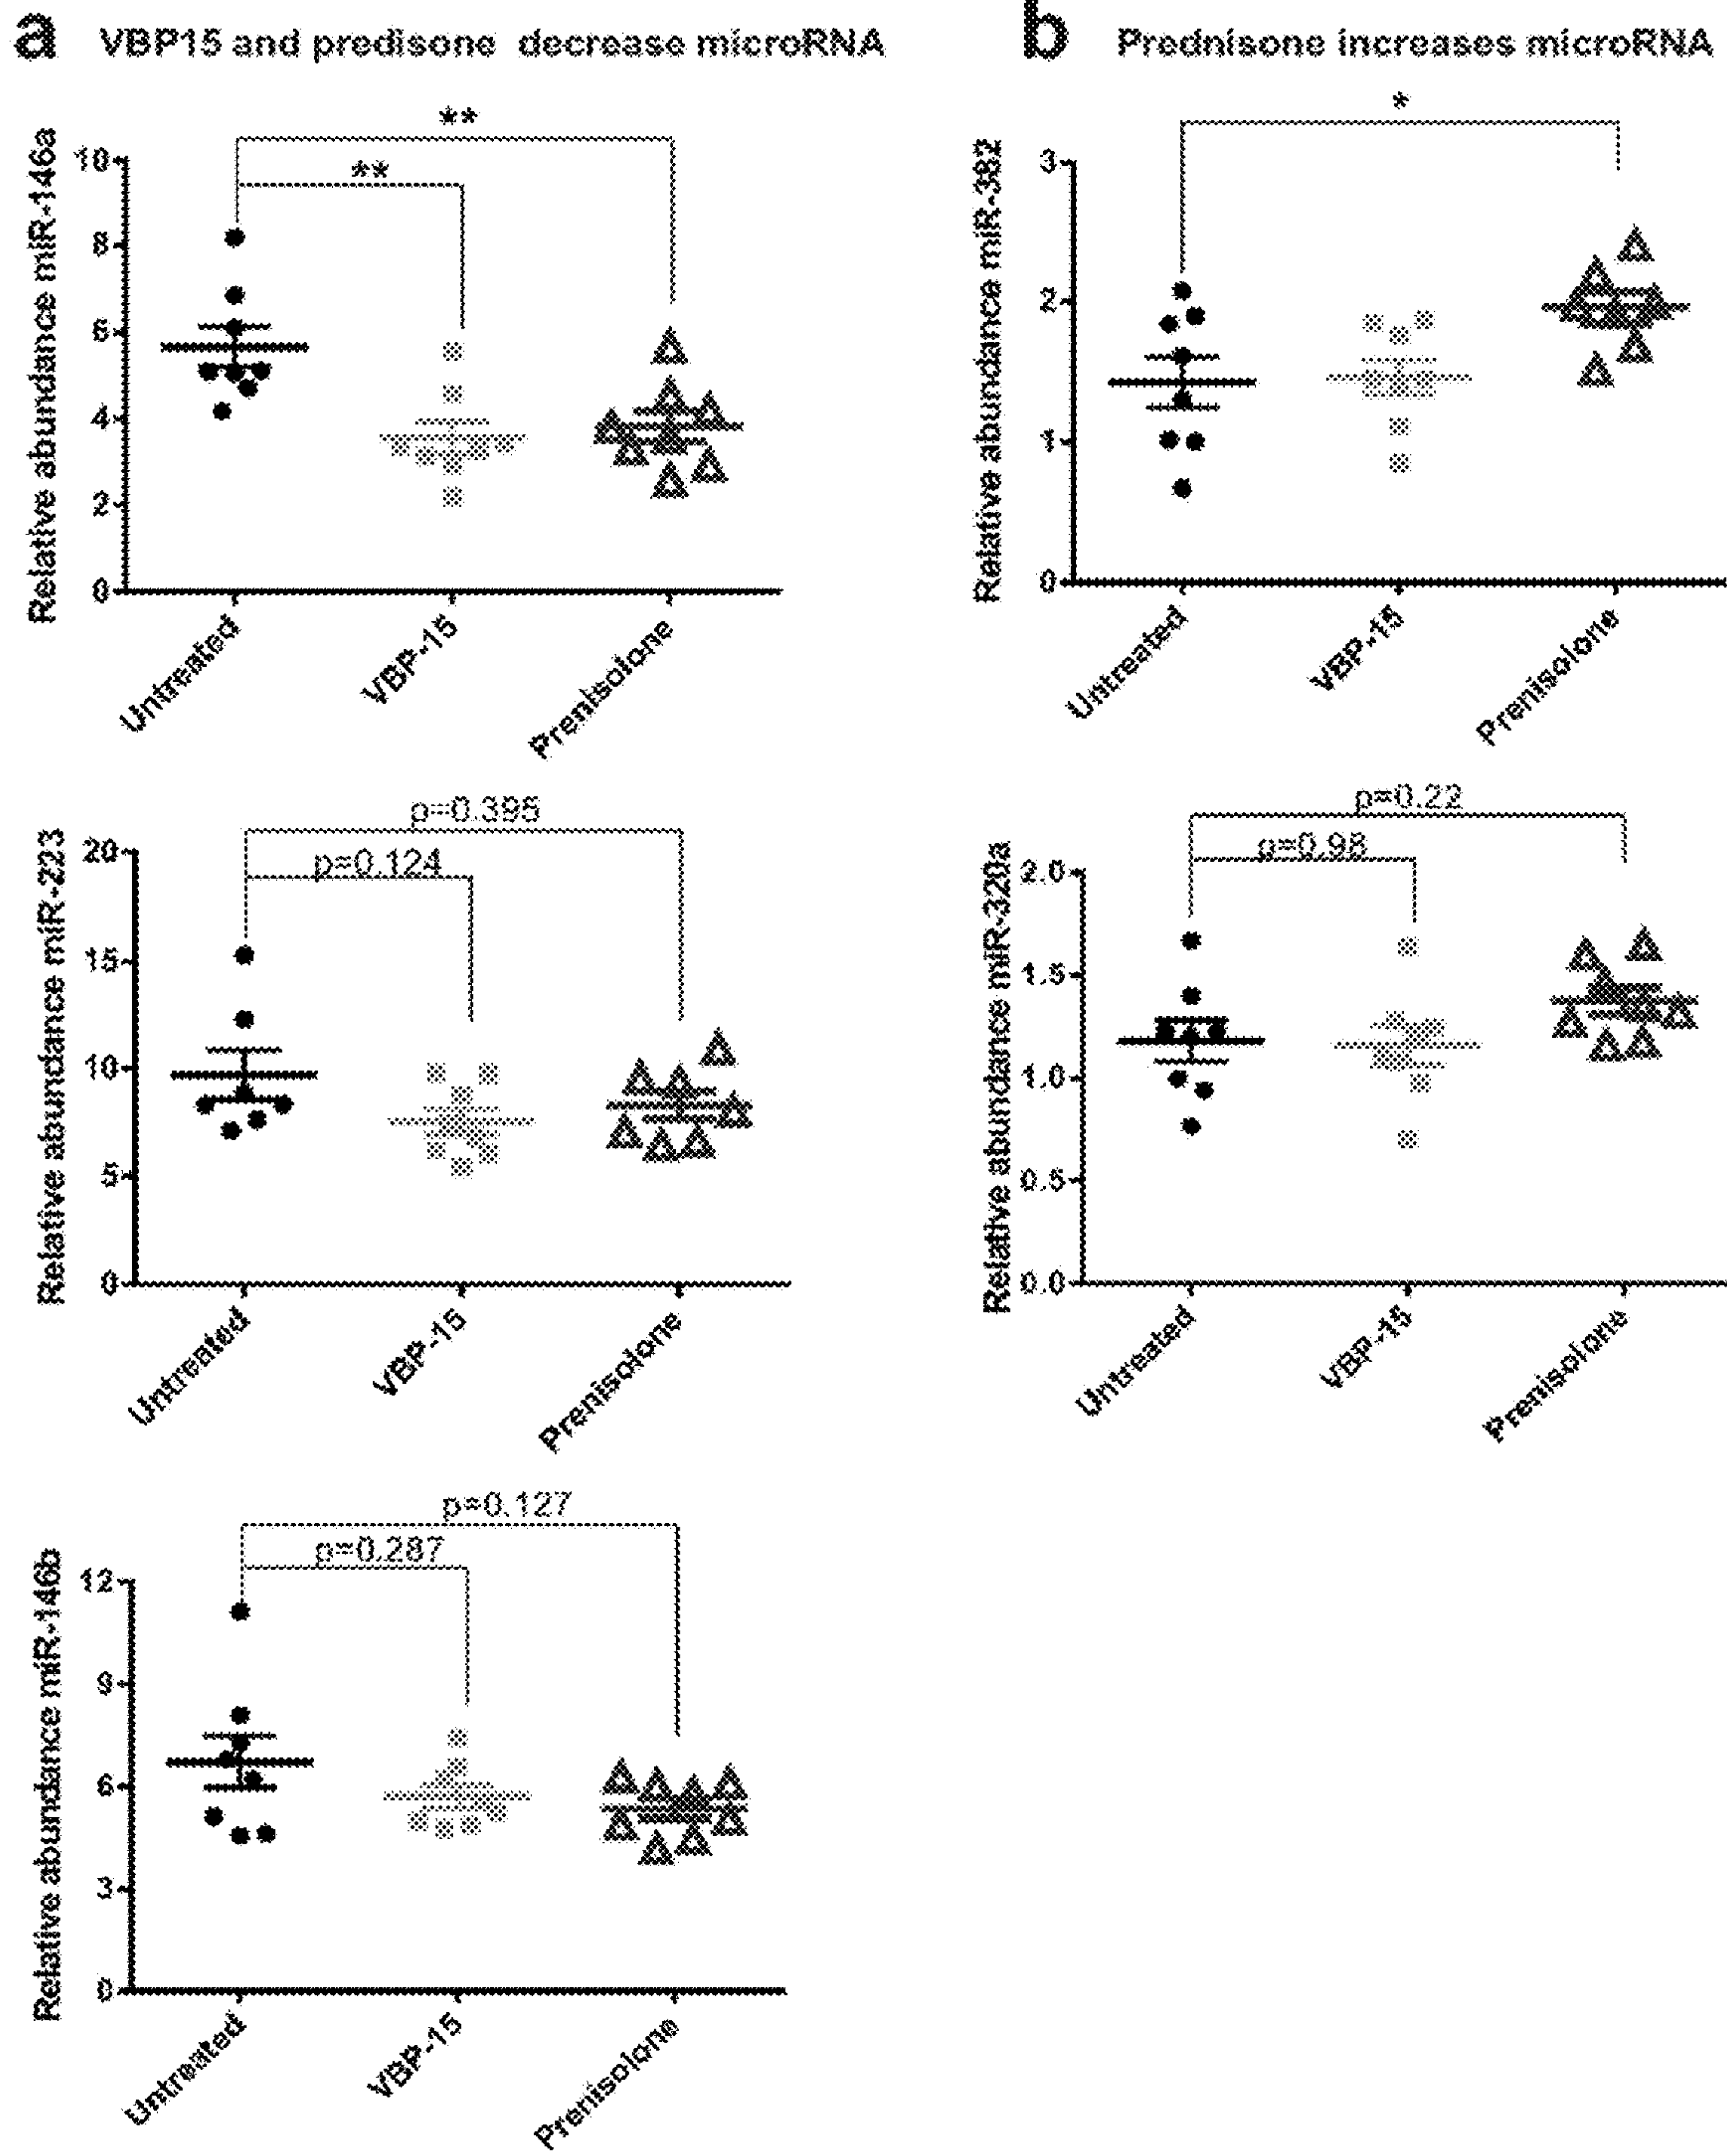 a VBP15 and predisone decrease microRNA
**
**
Relative abundance miR-146a
10
8
6
4
2
0
Untreated
VBP-15
Prenisolone
p=0.395
p=0.124
Relative abundance miR-223
20
15
10
5
0
Untreated
VBP-15
Prenisolone
p=0.127
p=0.287
Relative abundance miR-146b
12
9
6
3
0
Untreated
VBP-15
Prenisolone
b Prednisone increases microRNA
*
Relative abundance miR-382
3
2
1
0
Untreated
VBP-15
Prenisolone
p=0.22
p=0.98
Relative abundance miR-320a
2.0
1.5
1.0
0.5
0.0
Untreated
VBP-15
Prenisolone